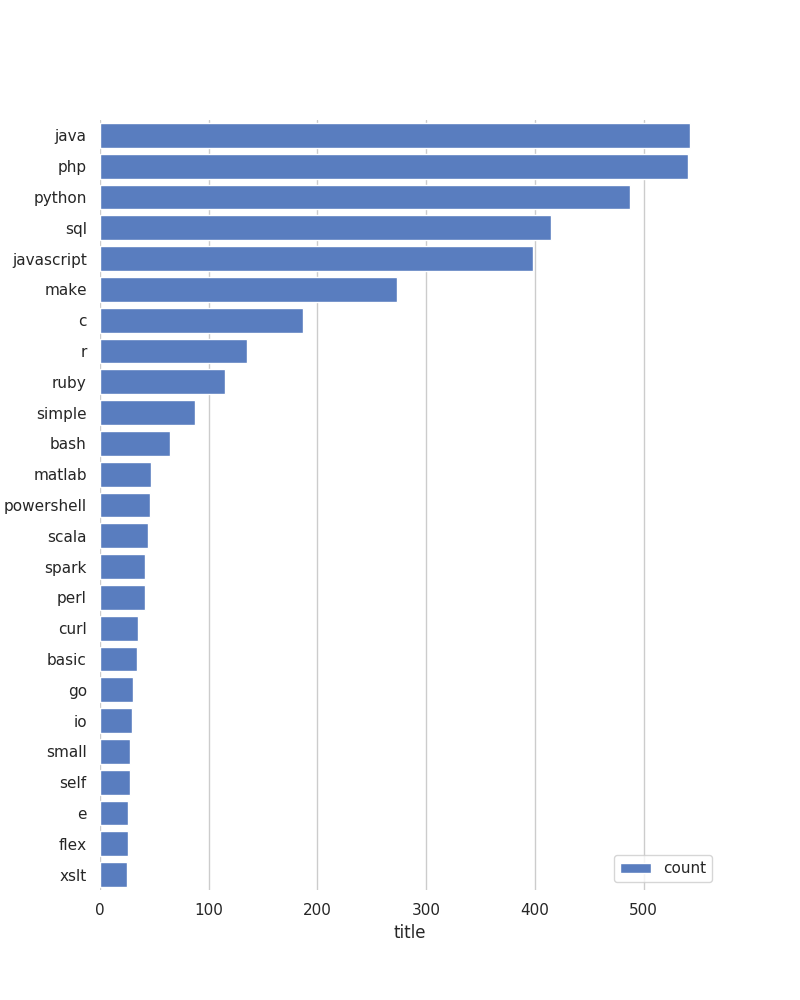 java
php
python
sql
javascript
make
c
r
ruby
simple
bash
matlab
powershell
scala
spark
perl
curl
basic
go
io
small
self
e
flex
xslt
count
0 100 200 300 400 500
title